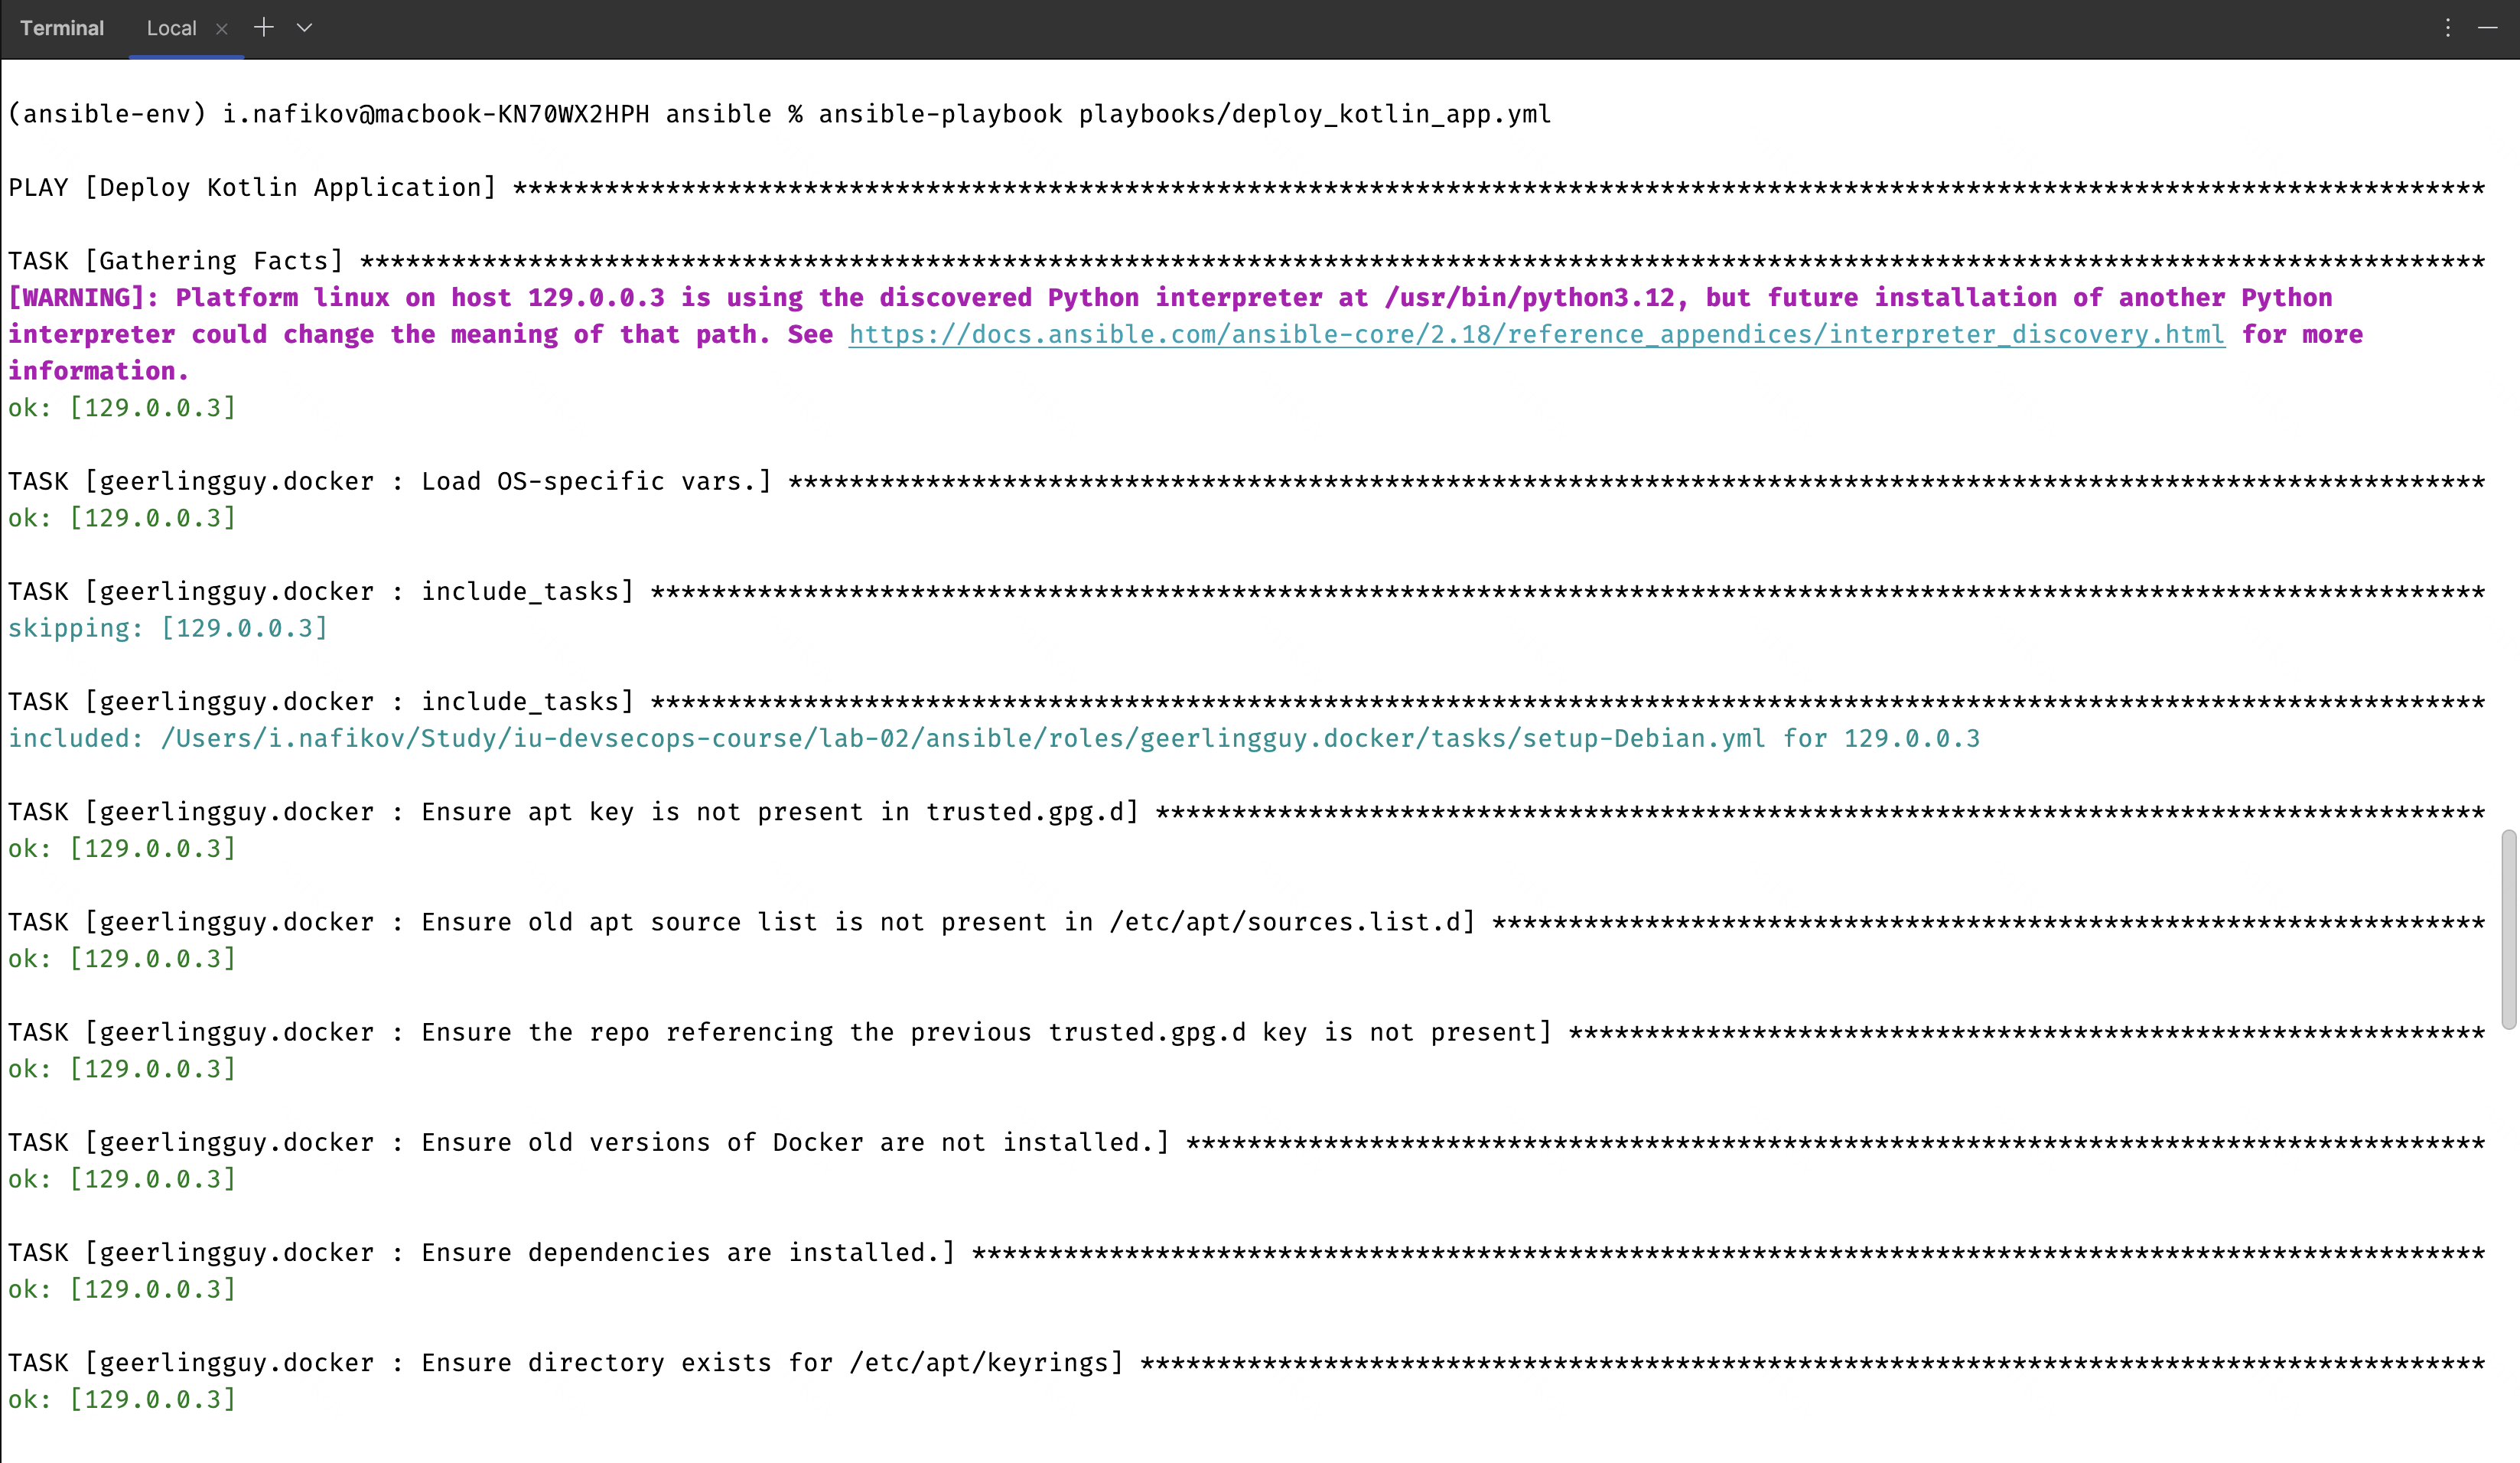 Terminal Local
(ansible-env) i.nafikov@macbook-KN70WX2HPH ansible % ansible-playbook playbooks/deploy_kotlin_app.yml
PLAY [Deploy Kotlin Application] *******************************************************************************************************************************
TASK [Gathering Facts] *****************************************************************************************************************************************
[WARNING]: Platform linux on host 129.0.0.3 is using the discovered Python interpreter at /usr/bin/python3.12, but future installation of another Python
interpreter could change the meaning of that path. See https://docs.ansible.com/ansible-core/2.18/reference_appendices/interpreter_discovery.html for more
information.
ok: [129.0.0.3]
TASK [geerlingguy.docker : Load OS-specific vars.] *************************************************************************************************************
ok: [129.0.0.3]
TASK [geerlingguy.docker : include_tasks] **********************************************************************************************************************
skipping: [129.0.0.3]
TASK [geerlingguy.docker : include_tasks] **********************************************************************************************************************
included: /Users/i.nafikov/Study/iu-devsecops-course/lab-02/ansible/roles/geerlingguy.docker/tasks/setup-Debian.yml for 129.0.0.3
TASK [geerlingguy.docker : Ensure apt key is not present in trusted.gpg.d] *************************************************************************************
ok: [129.0.0.3]
TASK [geerlingguy.docker : Ensure old apt source list is not present in /etc/apt/sources.list.d] ***************************************************************
ok: [129.0.0.3]
TASK [geerlingguy.docker : Ensure the repo referencing the previous trusted.gpg.d key is not present] **********************************************************
ok: [129.0.0.3]
TASK [geerlingguy.docker : Ensure old versions of Docker are not installed.] ***********************************************************************************
ok: [129.0.0.3]
TASK [geerlingguy.docker : Ensure dependencies are installed.] *************************************************************************************************
ok: [129.0.0.3]
TASK [geerlingguy.docker : Ensure directory exists for /etc/apt/keyrings] **************************************************************************************
ok: [129.0.0.3]